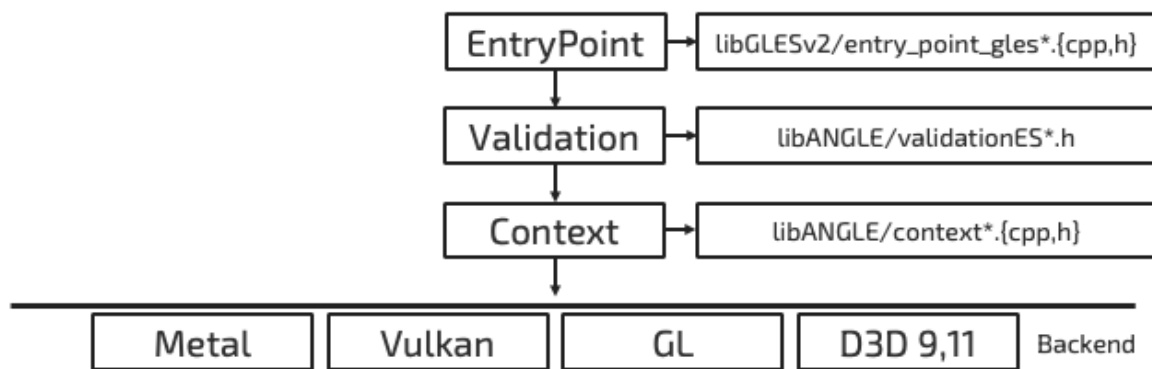 EntryPoint
libGLESv2/entry_point_gles*.{cpp,h}
Validation
libANGLE/validationES*.h
Context
libANGLE/context*.{cpp,h}
Metal
Vulkan
GL
D3D 9,11
Backend